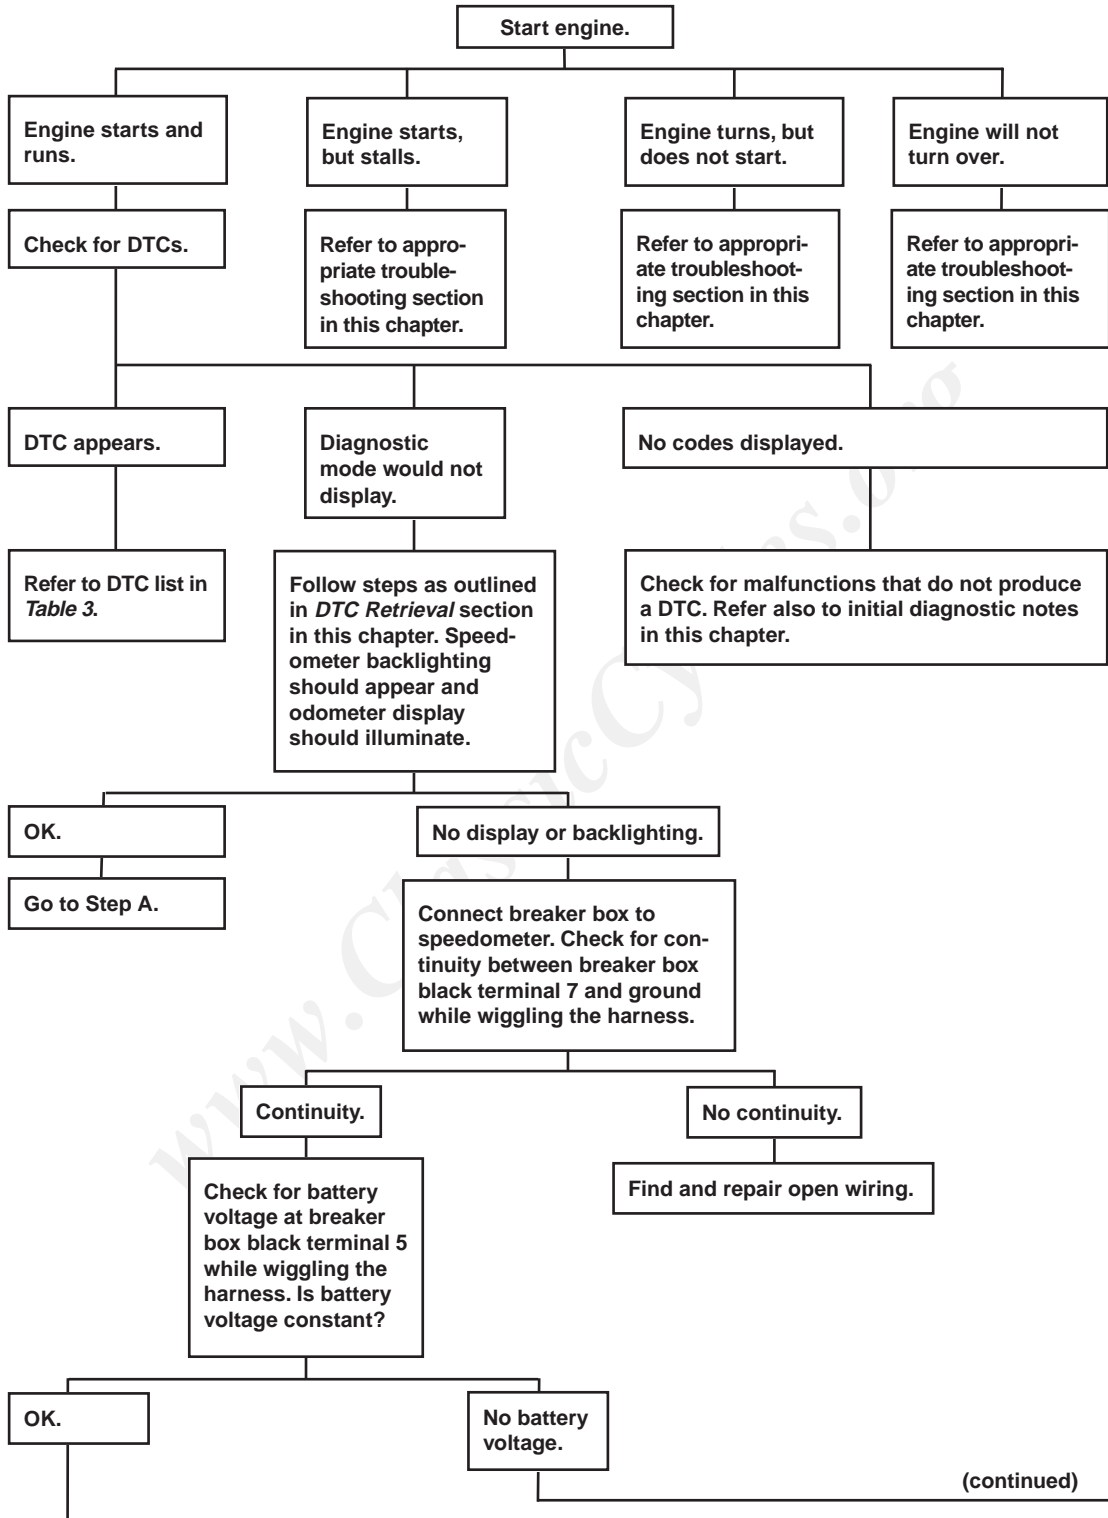 Start engine.
Engine starts and
runs.
Engine starts,
but stalls.
Engine turns, but
does not start.
Engine will not
turn over.
Check for DTCs.
Refer to appro-
priate trouble-
shooting section
in this chapter.
Refer to appropri-
ate troubleshoot-
ing section in this
chapter.
Refer to appropri-
ate troubleshoot-
ing section in this
chapter.
DTC appears.
Diagnostic
mode would not
display.
No codes displayed.
Refer to DTC list in
Table 3.
Follow steps as outlined
in DTC Retrieval section
in this chapter. Speed-
ometer backlighting
should appear and
odometer display
should illuminate.
Check for malfunctions that do not produce
a DTC. Refer also to initial diagnostic notes
in this chapter.
OK.
No display or backlighting.
Go to Step A.
Connect breaker box to
speedometer. Check for con-
tinuity between breaker box
black terminal 7 and ground
while wiggling the harness.
Continuity.
No continuity.
Check for battery
voltage at breaker
box black terminal 5
while wiggling the
harness. Is battery
voltage constant?
Find and repair open wiring.
OK.
No battery
voltage.
(continued)
www.ClassicCycles.org